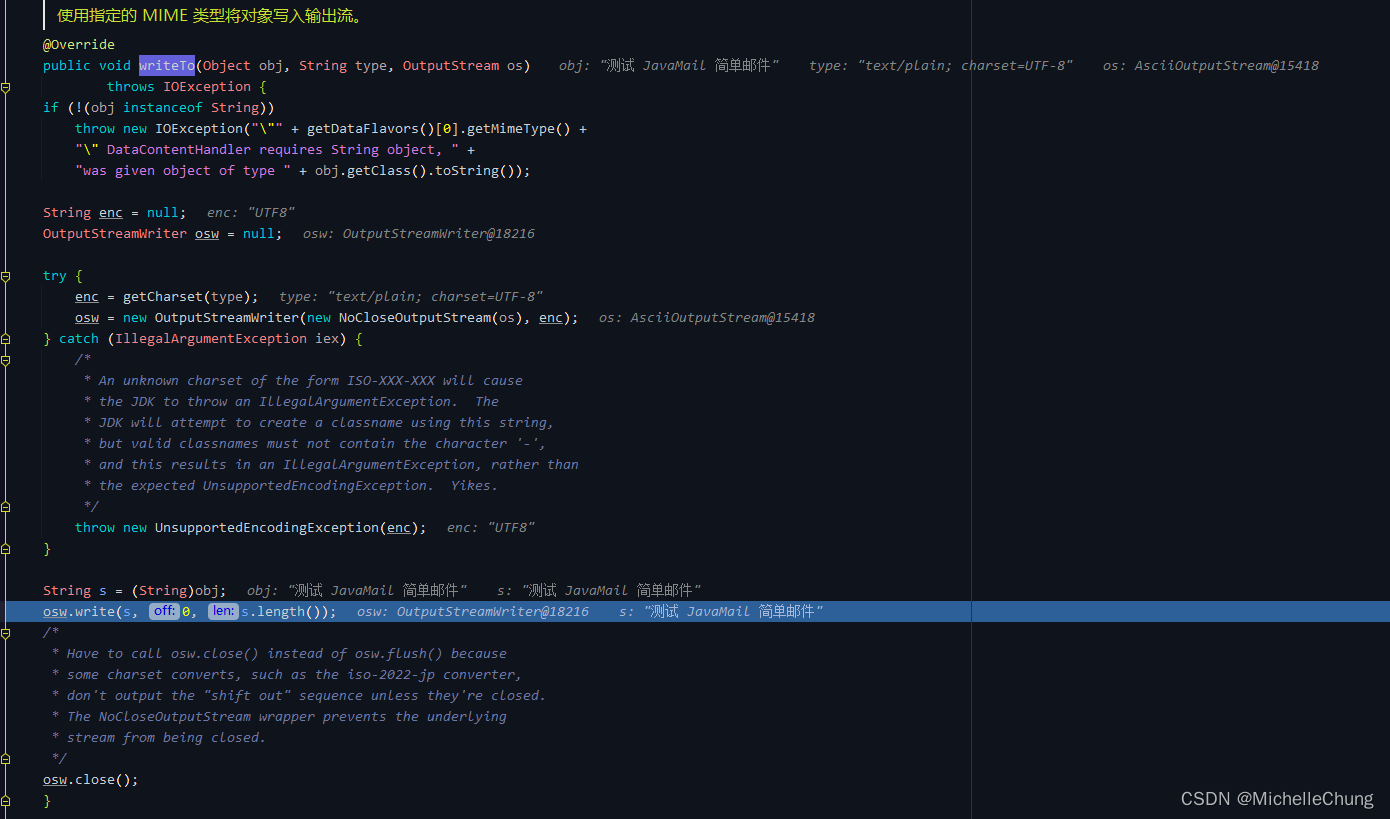 使用指定的 MIME 类型将对象写入输出流。
@Override
public void writeTo(Object obj, String type, OutputStream os)   obj: "测试 JavaMail 简单邮件"   type: "text/plain; charset=UTF-8"   os: AsciiOutputStream@15418
throws IOException {
if (!(obj instanceof String))
throw new IOException("\"" + getDataFlavors()[0].getMimeType() +
"\" DataContentHandler requires String object, " +
"was given object of type " + obj.getClass().toString());
String enc = null;   enc: "UTF8"
OutputStreamWriter osw = null;   osw: OutputStreamWriter@18216
try {
enc = getCharset(type);   type: "text/plain; charset=UTF-8"
osw = new OutputStreamWriter(new NoCloseOutputStream(os), enc);   os: AsciiOutputStream@15418
} catch (IllegalArgumentException iex) {
/*
* An unknown charset of the form ISO-XXX-XXX will cause
* the JDK to throw an IllegalArgumentException.  The
* JDK will attempt to create a classname using this string,
* but valid classnames must not contain the character '-',
* and this results in an IllegalArgumentException, rather than
* the expected UnsupportedEncodingException.  Yikes.
*/
throw new UnsupportedEncodingException(enc);   enc: "UTF8"
}
String s = (String)obj;   obj: "测试 JavaMail 简单邮件"   s: "测试 JavaMail 简单邮件"
osw.write(s, off: 0, len: s.length());   osw: OutputStreamWriter@18216   s: "测试 JavaMail 简单邮件"
/*
* Have to call osw.close() instead of osw.flush() because
* some charset converts, such as the iso-2022-jp converter,
* don't output the "shift out" sequence unless they're closed.
* The NoCloseOutputStream wrapper prevents the underlying
* stream from being closed.
*/
osw.close();
}
CSDN @MichelleChung